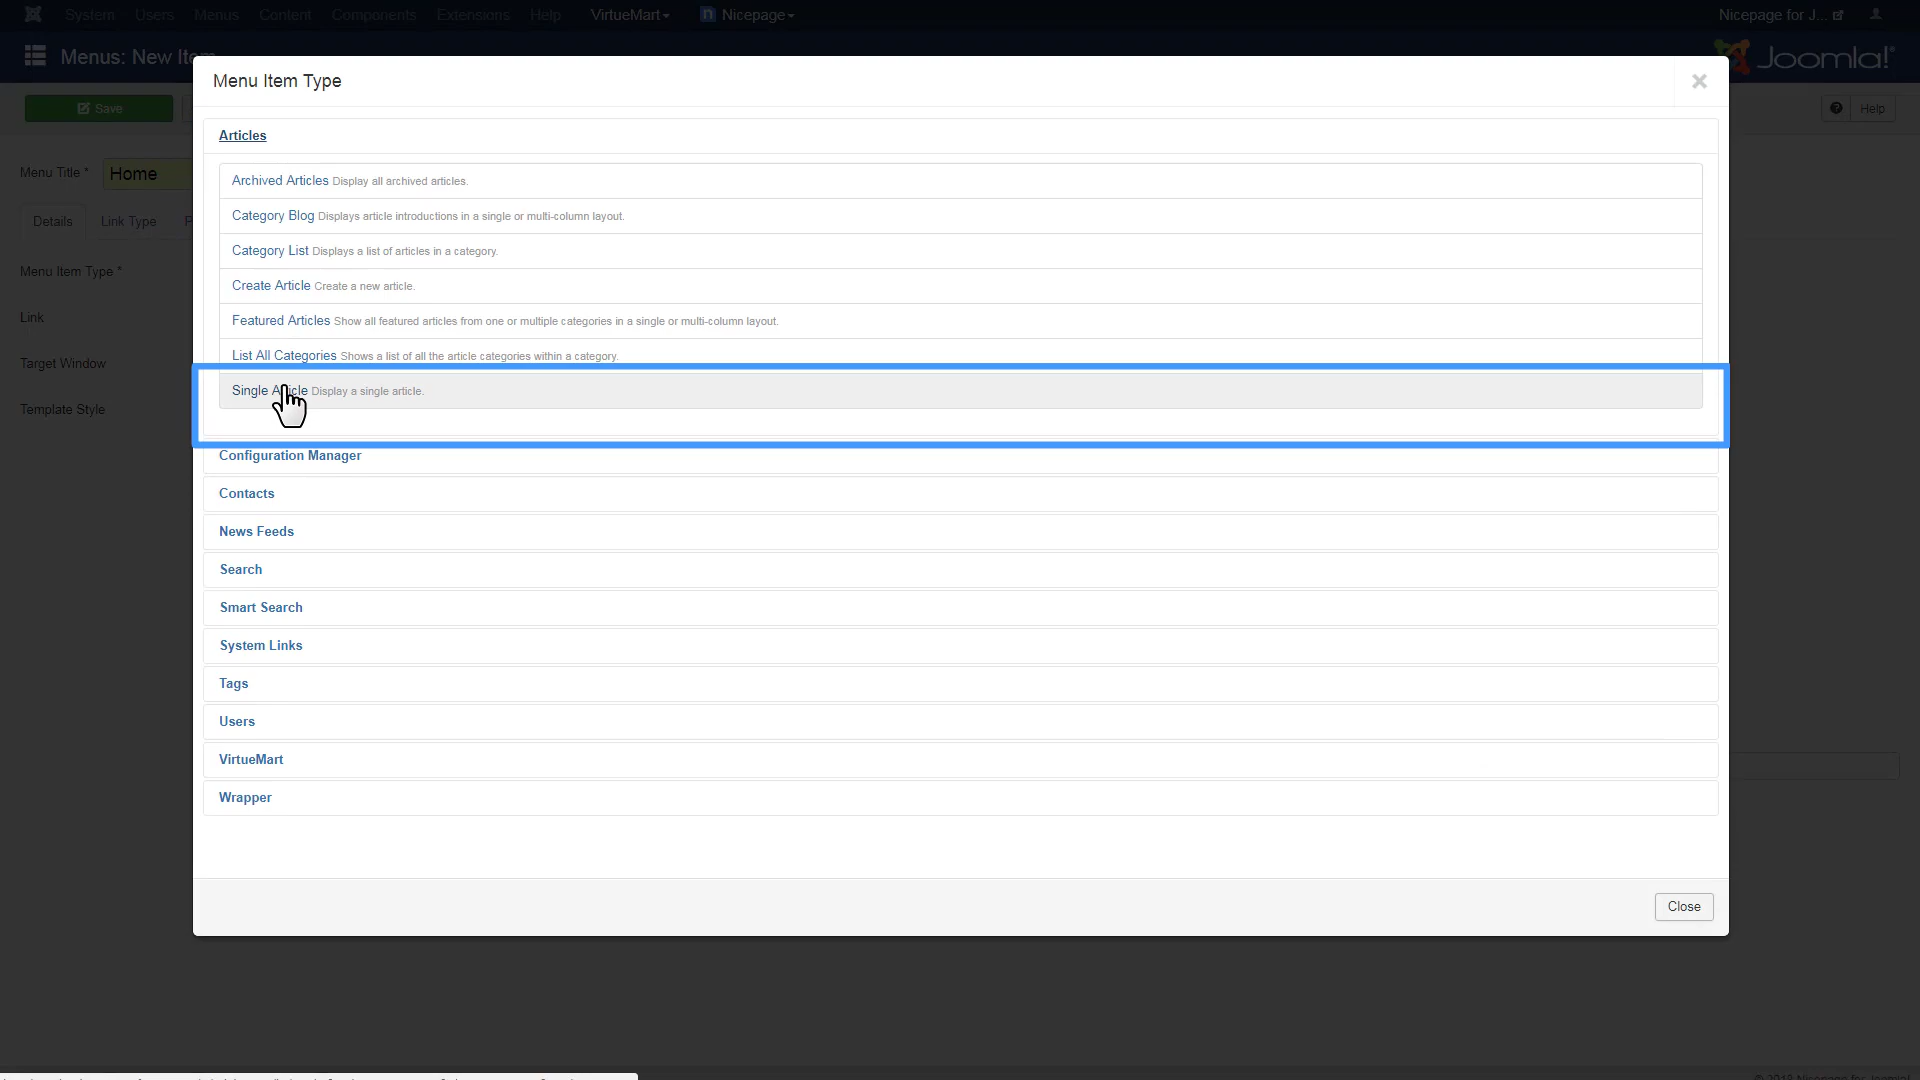 System Users Menus Content Components Extensions Help VirtueMart Nicepage Nicepage for J...
Menus: New Item
Joomla!
Menu Item Type
Save
Help
Articles
Menu Title *
Home
Archived Articles Display all archived articles.
Category Blog Displays article introductions in a single or multi-column layout.
Details
Link Type
Category List Displays a list of articles in a category.
Menu Item Type *
Create Article Create a new article.
Link
Featured Articles Show all featured articles from one or multiple categories in a single or multi-column layout.
List All Categories Shows a list of all the article categories within a category.
Target Window
Single Article Display a single article.
Template Style
Configuration Manager
Contacts
News Feeds
Search
Smart Search
System Links
Tags
Users
VirtueMart
Wrapper
Close